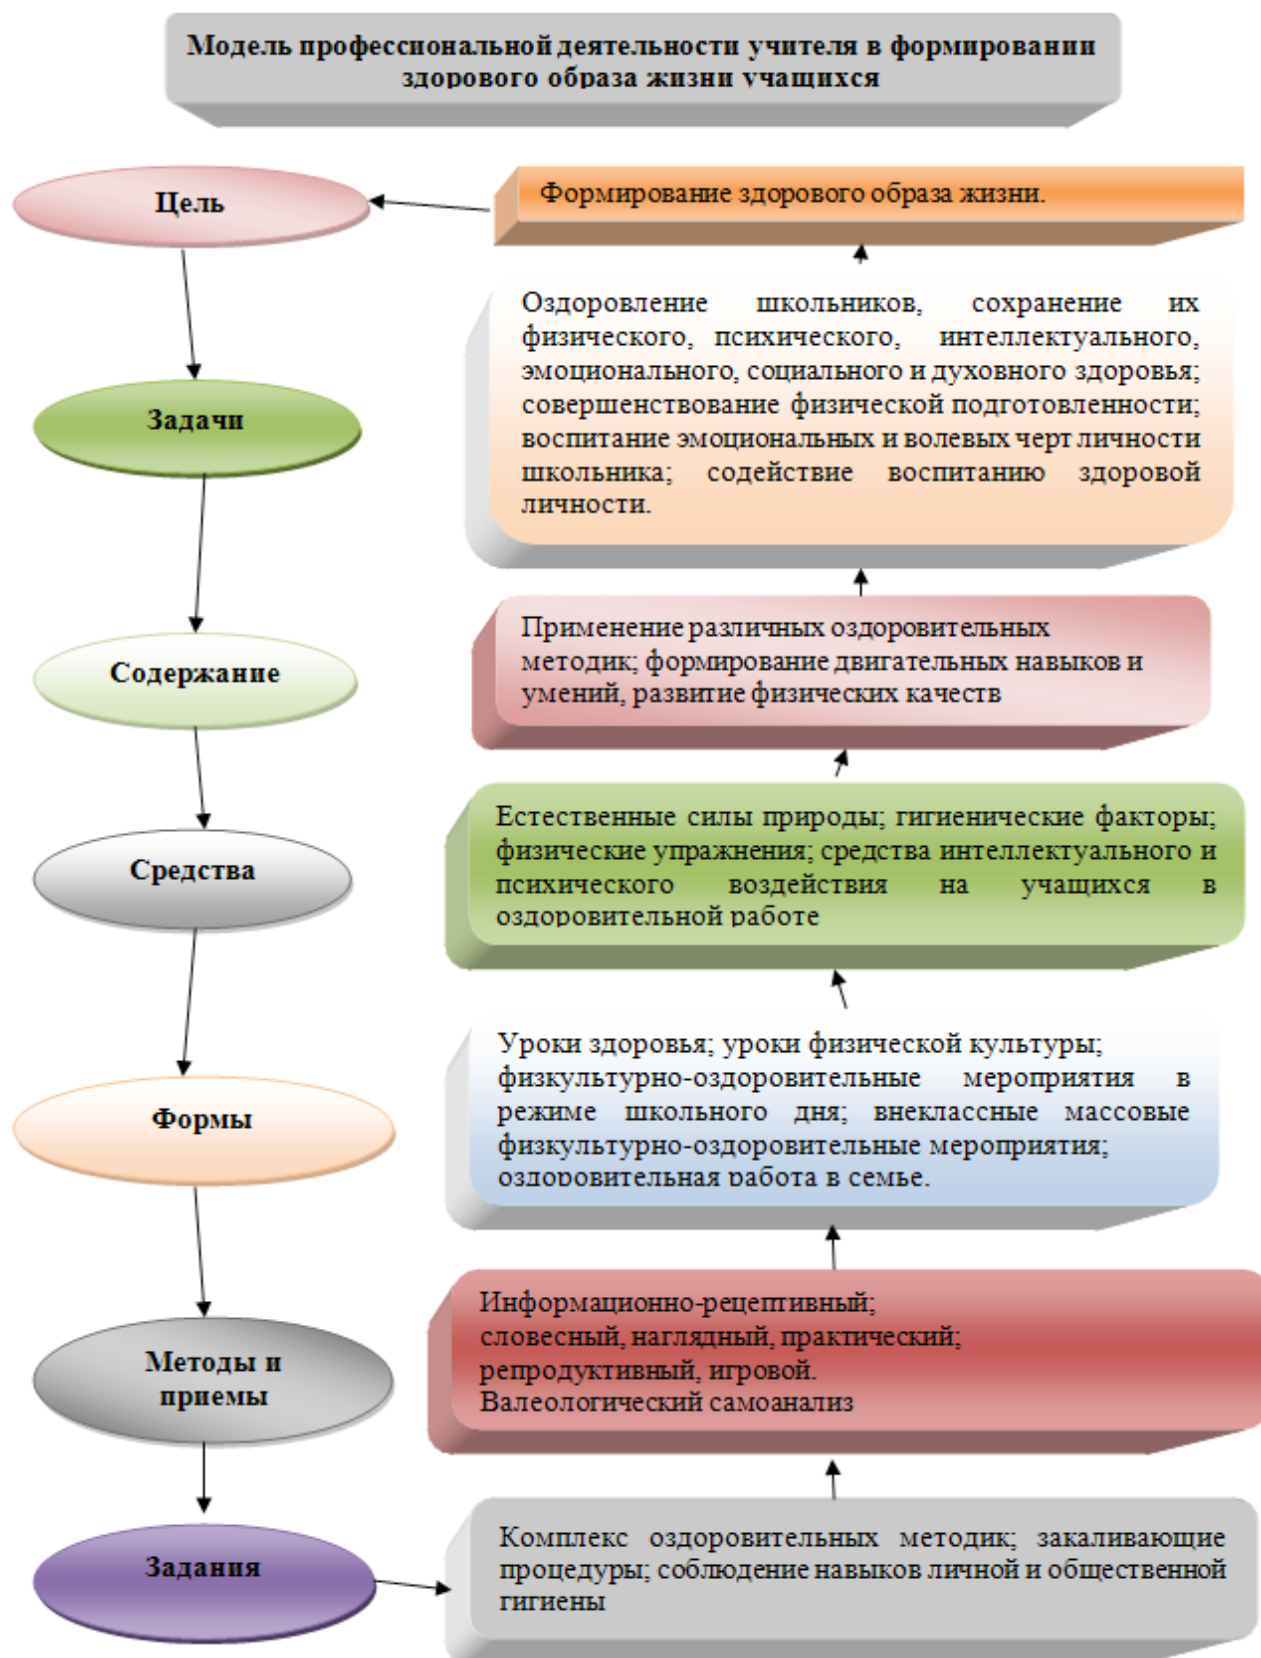 Модель профессиональной деятельности учителя в формировании
здорового образа жизни учащихся
Цель
Формирование здорового образа жизни.
Задачи
Оздоровление школьников, сохранение их
физического, психического, интеллектуального,
эмоционального, социального и духовного здоровья;
совершенствование физической подготовленности;
воспитание эмоциональных и волевых черт личности
школьника; содействие воспитанию здоровой
личности.
Содержание
Применение различных оздоровительных
методик; формирование двигательных навыков и
умений, развитие физических качеств
Средства
Естественные силы природы; гигиенические факторы;
физические упражнения; средства интеллектуального и
психического воздействия на учащихся в
оздоровительной работе
Формы
Уроки здоровья; уроки физической культуры;
физкультурно-оздоровительные мероприятия в
режиме школьного дня; внеклассные массовые
физкультурно-оздоровительные мероприятия;
оздоровительная работа в семье.
Методы и
приемы
Информационно-рецептивный;
словесный, наглядный, практический;
репродуктивный, игровой.
Валеологический самоанализ
Задания
Комплекс оздоровительных методик; закаливающие
процедуры; соблюдение навыков личной и общественной
гигиены